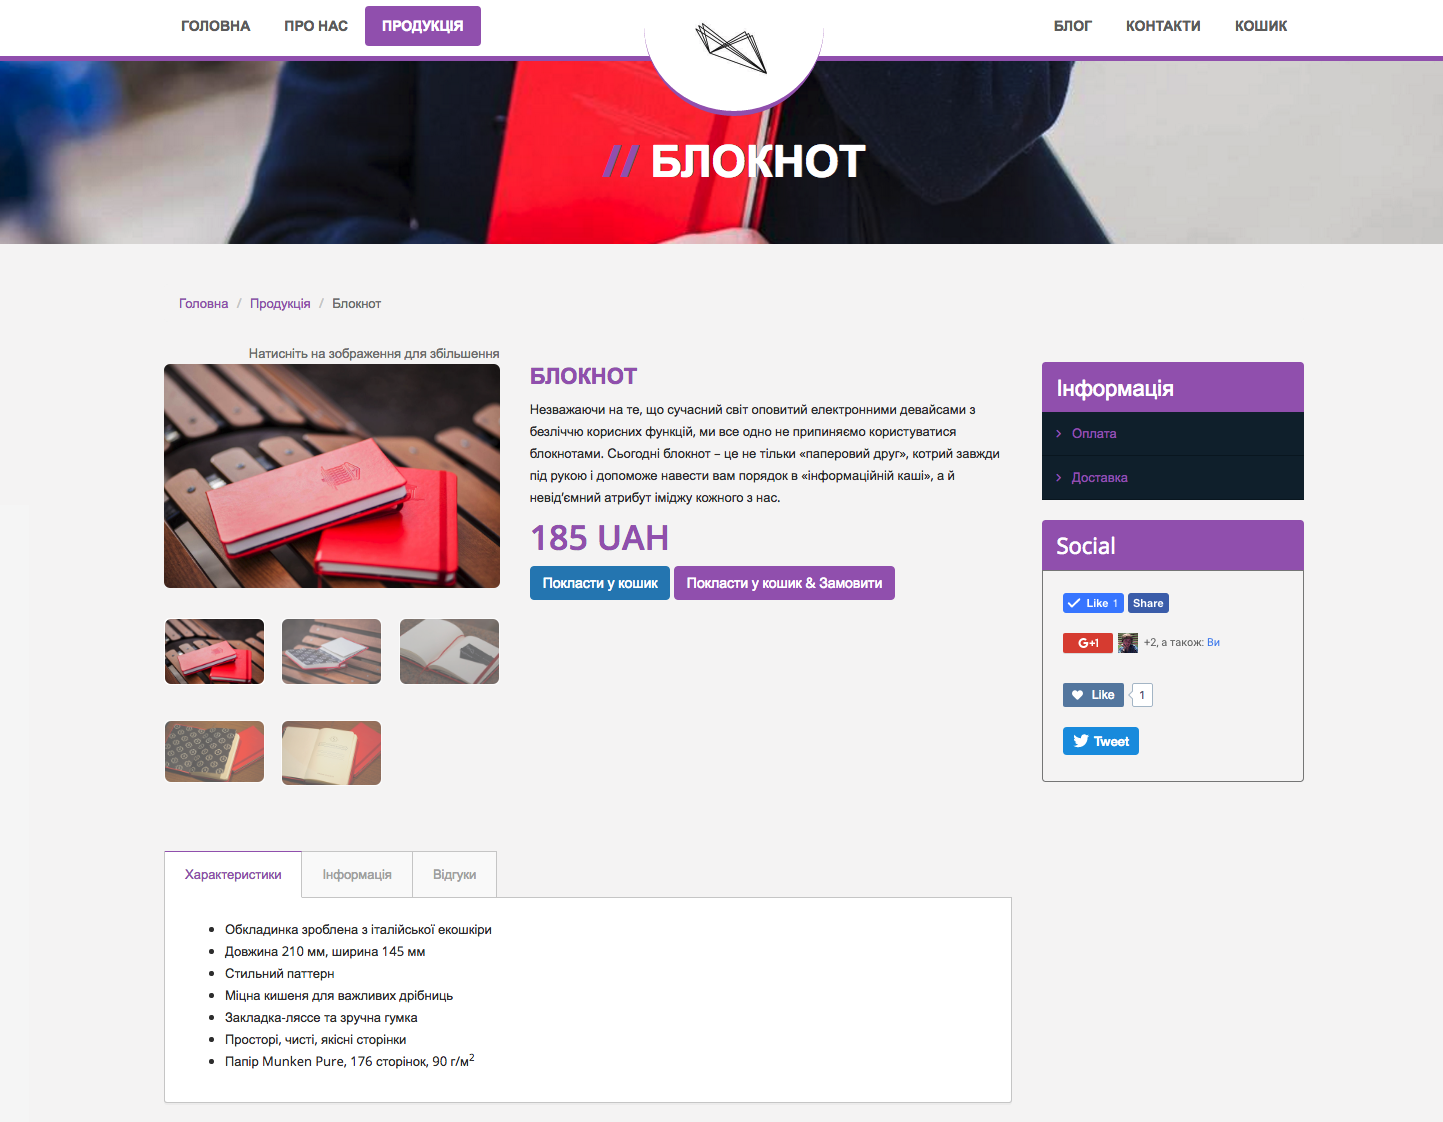 ГОЛОВНА ПРО НАС ПРОДУКЦІЯ БЛОГ КОНТАКТИ КОШИК
// БЛОКНОТ
Головна / Продукція / Блокнот
Натисніть на зображення для збільшення
БЛОКНОТ
Незважаючи на те, що сучасний світ оповитий електронними девайсами з
безліччю корисних функцій, ми все одно не припиняємо користуватися
блокнотами. Сьогодні блокнот – це не тільки «паперовий друг», котрий завжди
під рукою і допоможе навести вам порядок в «інформаційній каші», а й
невід'ємний атрибут іміджу кожного з нас.
185 UAH
Покласти у кошик Покласти у кошик & Замовити
Інформація
Оплата
Доставка
Social
Like 1 Share
G+1 +2, а також: Ви
Like 1
Tweet
Характеристики Інформація Відгуки
• Обкладинка зроблена з італійської екошкіри
• Довжина 210 мм, ширина 145 мм
• Стильний паттерн
• Міцна кишеня для важливих дрібниць
• Закладка-ляссе та зручна гумка
• Просторі, чисті, якісні сторінки
• Папір Munken Pure, 176 сторінок, 90 г/м²